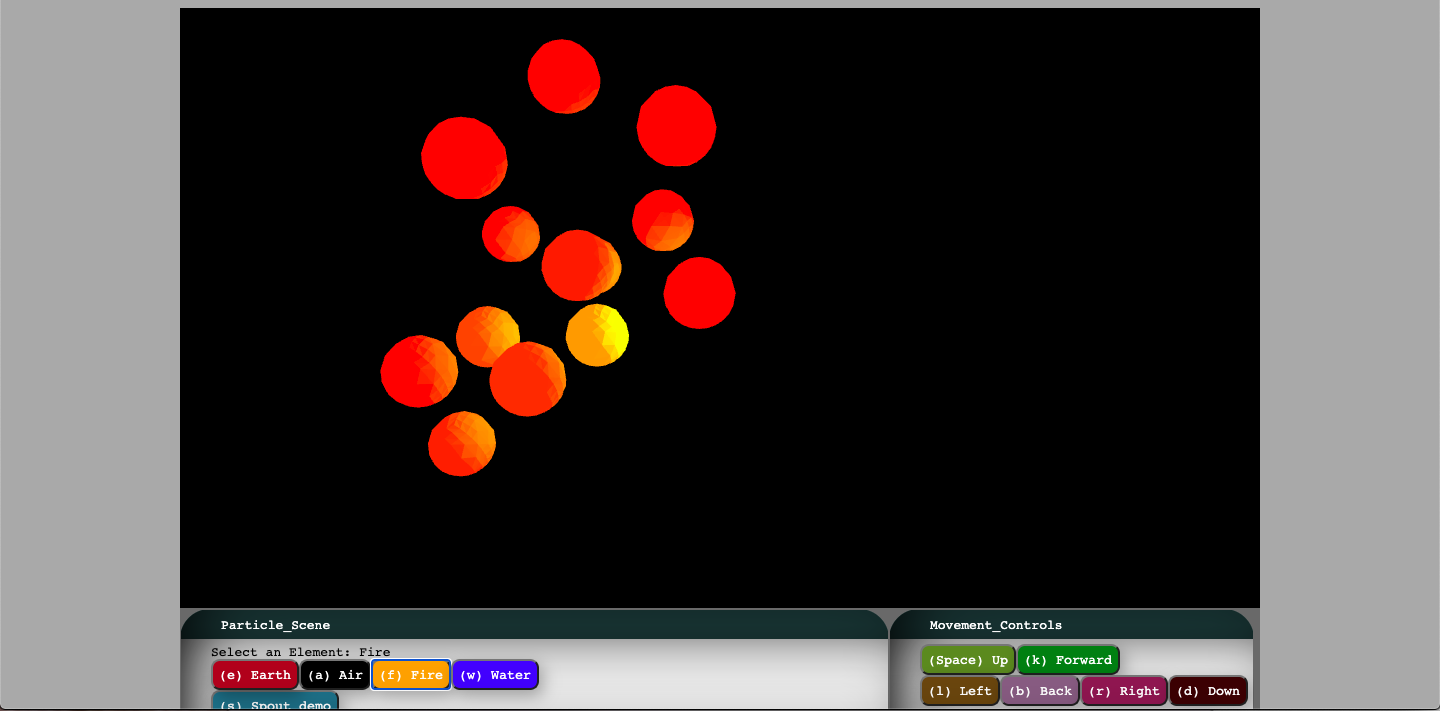 Particle_Scene
Select an Element: Fire
(e) Earth (a) Air (f) Fire (w) Water
(s) Spout demo
Movement_Controls
(Space) Up (k) Forward
(l) Left (b) Back (r) Right (d) Down